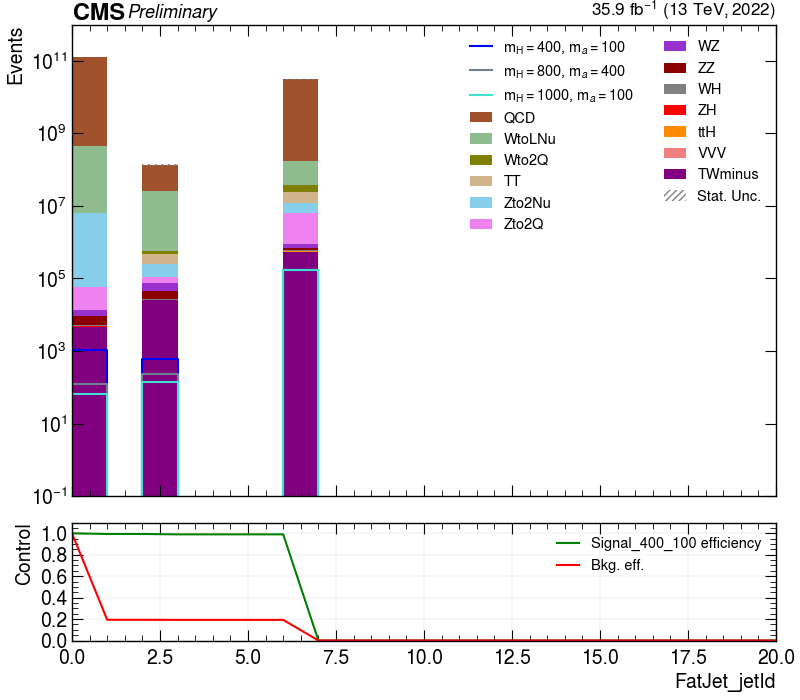 CMS Preliminary
35.9 fb⁻¹ (13 TeV, 2022)
Events
10¹¹
10⁹
10⁷
10⁵
10³
10¹
10⁻¹
m_H = 400, m_a = 100
m_H = 800, m_a = 400
m_H = 1000, m_a = 100
QCD
WtoLNu
Wto2Q
TT
Zto2Nu
Zto2Q
WZ
ZZ
WH
ZH
ttH
VVV
TWminus
Stat. Unc.
Control
1.0
0.8
0.6
0.4
0.2
0.0
Signal_400_100 efficiency
Bkg. eff.
0.0 2.5 5.0 7.5 10.0 12.5 15.0 17.5 20.0
FatJet_jetId